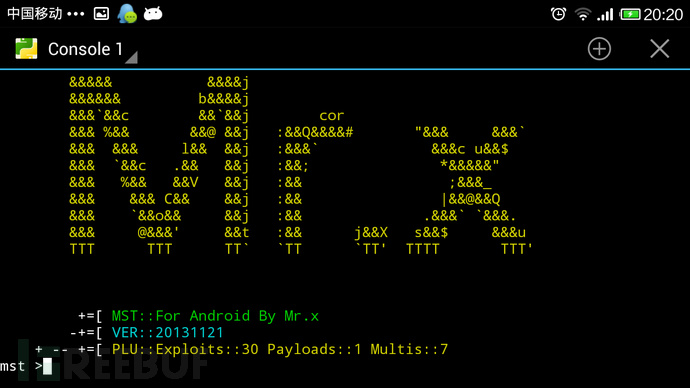 中国移动 ••• 20:20
Console 1
&&&&&           &&&&j
&&&&&&         b&&&&j
&&&`&&c        &&`&&j        cor
&&& %&&       &&@ &&j   :&&Q&&&&#       "&&&     &&&`
&&&  &&&     l&&  &&j   :&&&`             &&&c u&&$
&&&  `&&c   .&&   &&j   :&&;               *&&&&&"
&&&   %&&   &&V   &&j   :&&                 ;&&&_
&&&    &&& C&&    &&j   :&&                |&&@&&Q
&&&    `&&o&&     &&j   :&&              .&&&` `&&&.
&&&     @&&&'     &&t   :&&      j&&X   s&&$     &&&u
TTT      TTT      TT`   `TT      `TT'  TTTT       TTT'
+=[ MST::For Android By Mr.x
-+=[ VER::20131121
+ -- +=[ PLU::Exploits::30 Payloads::1 Multis::7
mst >
REEBUF